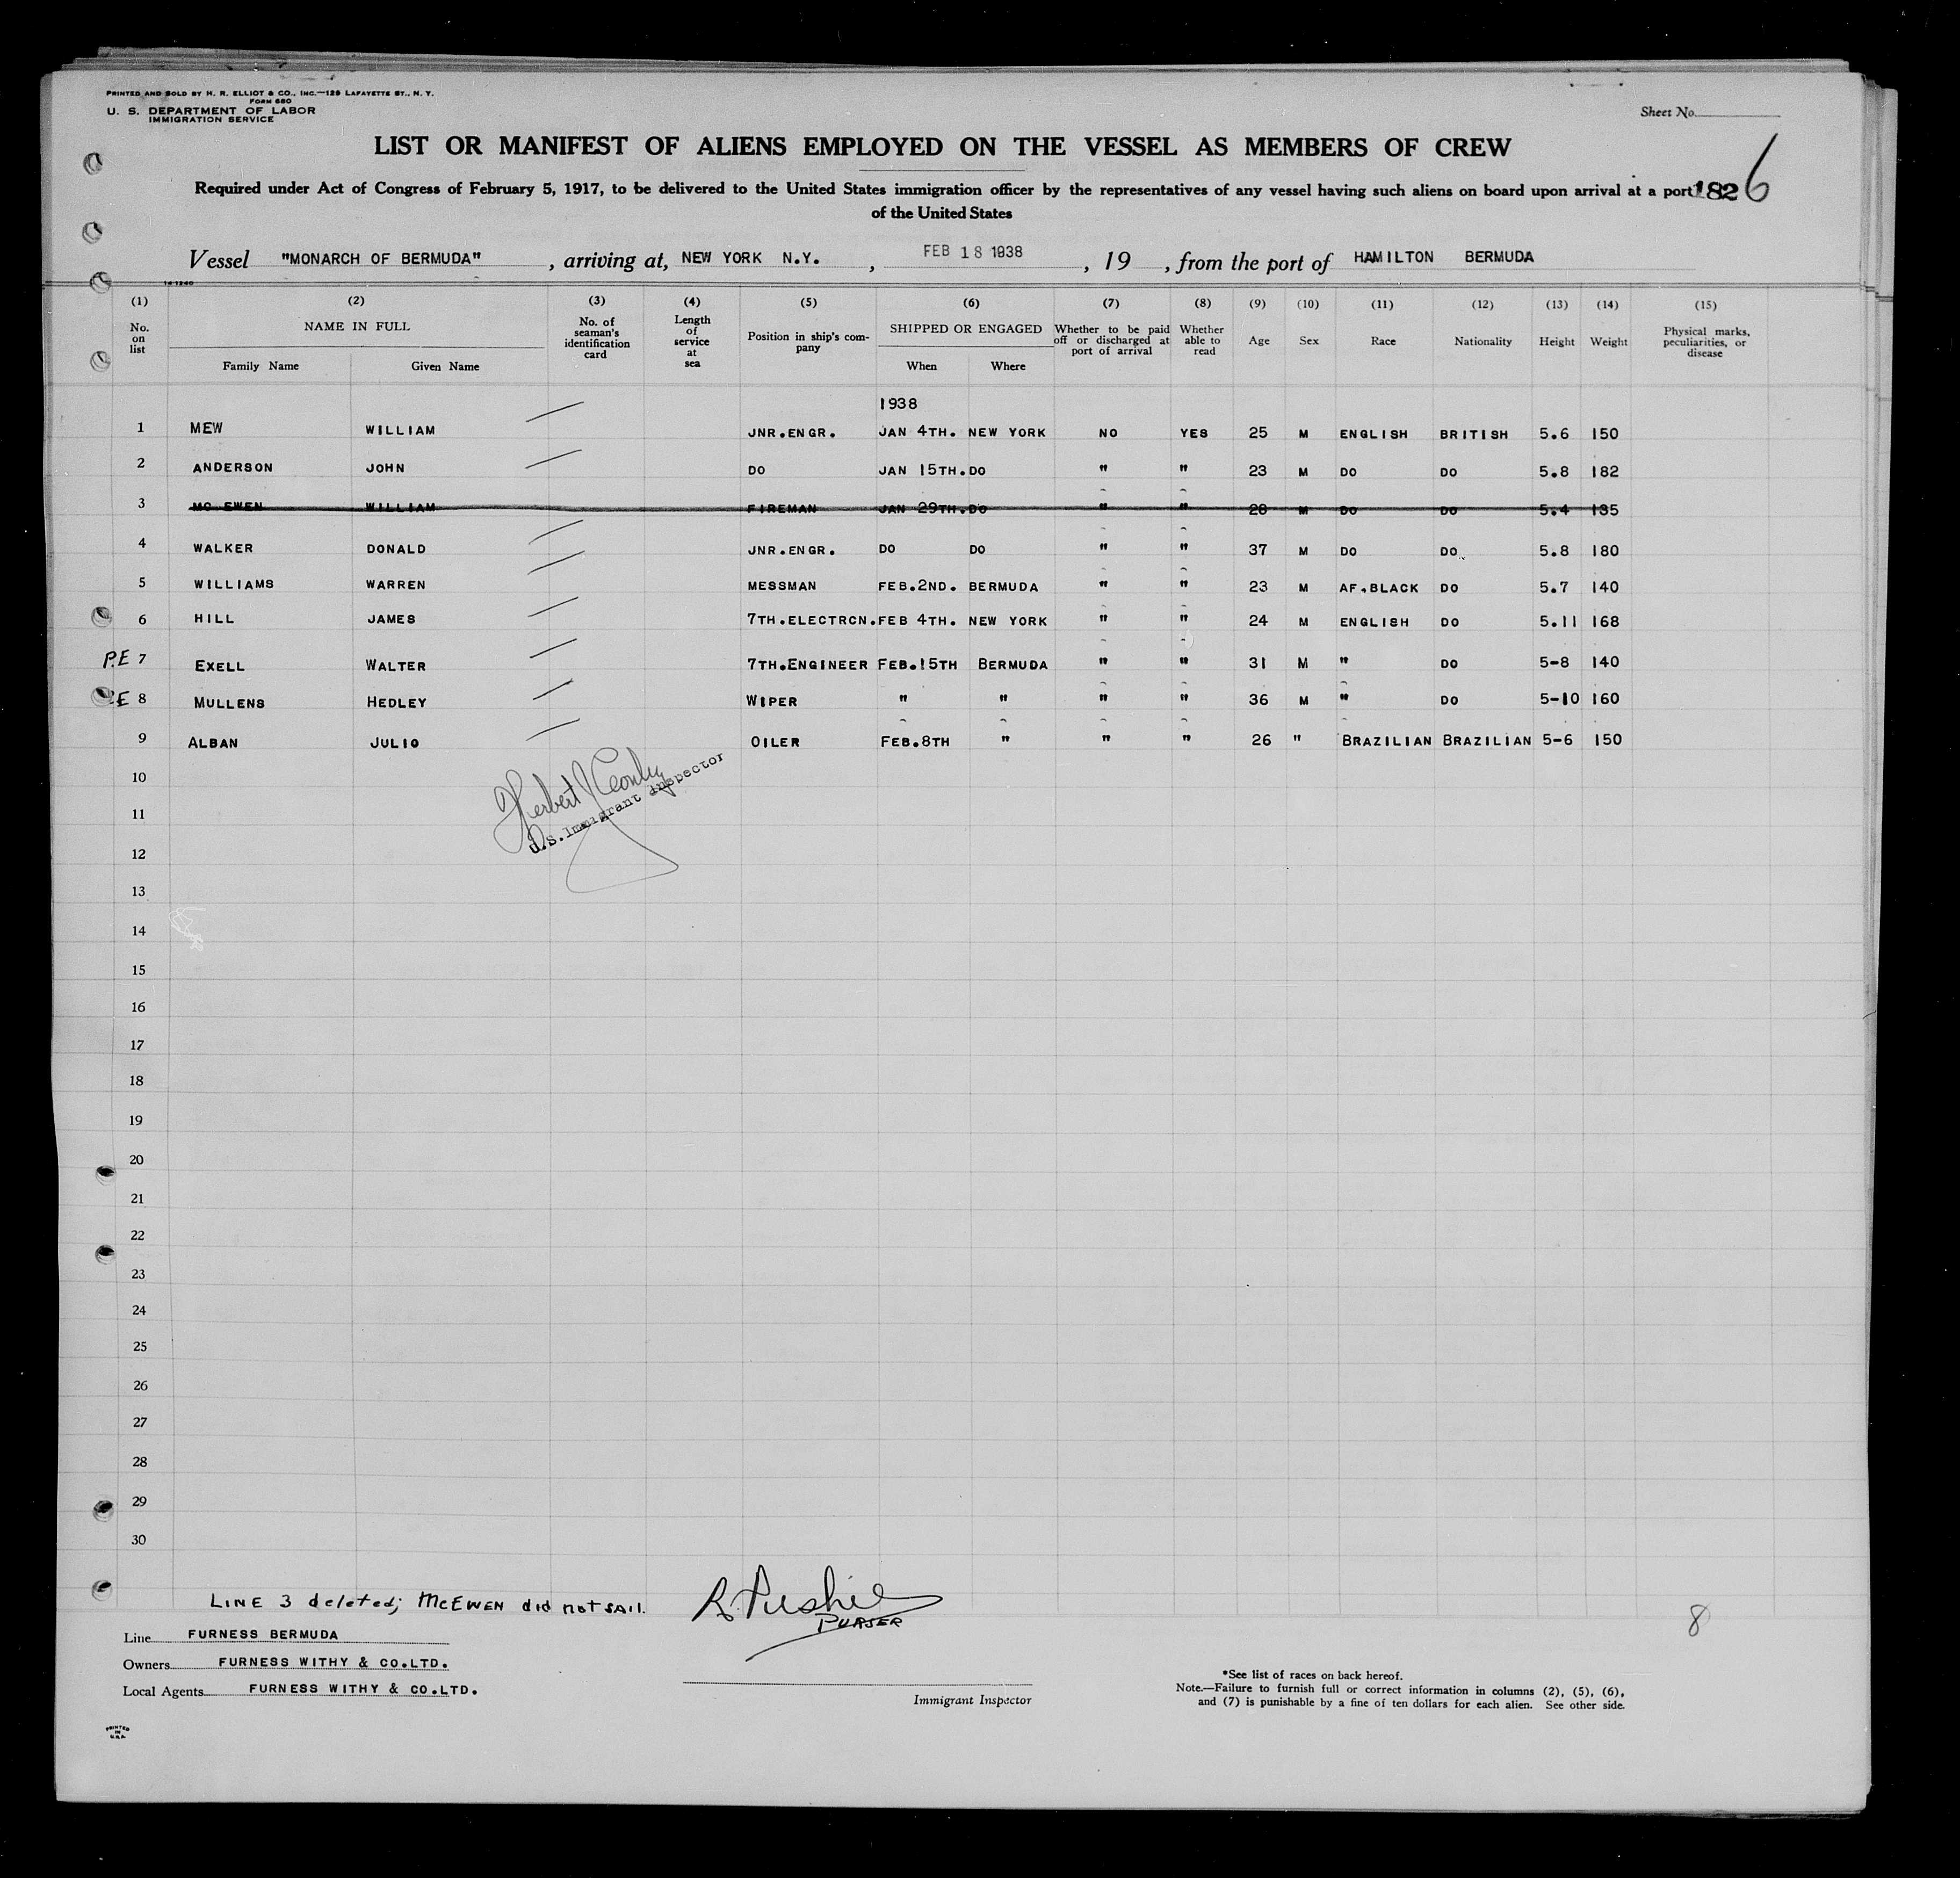 PRINTED AND SOLD BY H. R. ELLIOT & CO., INC.—129 LAFAYETTE ST., N. Y.
FORM 680
U. S. DEPARTMENT OF LABOR
IMMIGRATION SERVICE
Sheet No.
LIST OR MANIFEST OF ALIENS EMPLOYED ON THE VESSEL AS MEMBERS OF CREW
Required under Act of Congress of February 5, 1917, to be delivered to the United States immigration officer by the representatives of any vessel having such aliens on board upon arrival at a port 182 6
of the United States
Vessel "MONARCH OF BERMUDA", arriving at, NEW YORK N.Y., FEB 18 1938, 19 , from the port of HAMILTON BERMUDA
14-1240
(1) (2) (3) (4) (5) (6) (7) (8) (9) (10) (11) (12) (13) (14) (15)
No. on list NAME IN FULL Family Name Given Name No. of seaman's identification card Length of service at sea Position in ship's company SHIPPED OR ENGAGED When Where Whether to be paid off or discharged at port of arrival Whether able to read Age Sex Race Nationality Height Weight Physical marks, peculiarities, or disease
1938
1 MEW WILLIAM JNR.ENGR. JAN 4TH. NEW YORK NO YES 25 M ENGLISH BRITISH 5.6 150
2 ANDERSON JOHN DO JAN 15TH. DO " " 23 M DO DO 5.8 182
3 MC EWEN WILLIAM FIREMAN JAN 29TH. DO " " 28 M DO DO 5.4 135
4 WALKER DONALD JNR.ENGR. DO DO " " 37 M DO DO 5.8 180
5 WILLIAMS WARREN MESSMAN FEB.2ND. BERMUDA " " 23 M AF.BLACK DO 5.7 140
6 HILL JAMES 7TH.ELECTRCN. FEB 4TH. NEW YORK " " 24 M ENGLISH DO 5.11 168
P.E 7 EXELL WALTER 7TH.ENGINEER FEB.15TH BERMUDA " " 31 M " DO 5-8 140
E 8 MULLENS HEDLEY WIPER " " " " 36 M " DO 5-10 160
9 ALBAN JULIO OILER FEB.8TH " " " 26 " BRAZILIAN BRAZILIAN 5-6 150
10
Herbert J
U.S. Immigrant Inspector
11
12
13
14
15
16
17
18
19
20
21
22
23
24
25
26
27
28
29
30
LINE 3 deleted; McEWEN did not SAIl.
PURSER
8
Line FURNESS BERMUDA
Owners FURNESS WITHY & CO.LTD.
Local Agents FURNESS WITHY & CO.LTD.
Immigrant Inspector
*See list of races on back hereof.
Note.—Failure to furnish full or correct information in columns (2), (5), (6),
and (7) is punishable by a fine of ten dollars for each alien. See other side.
PRINTED
IN
U.S.A.